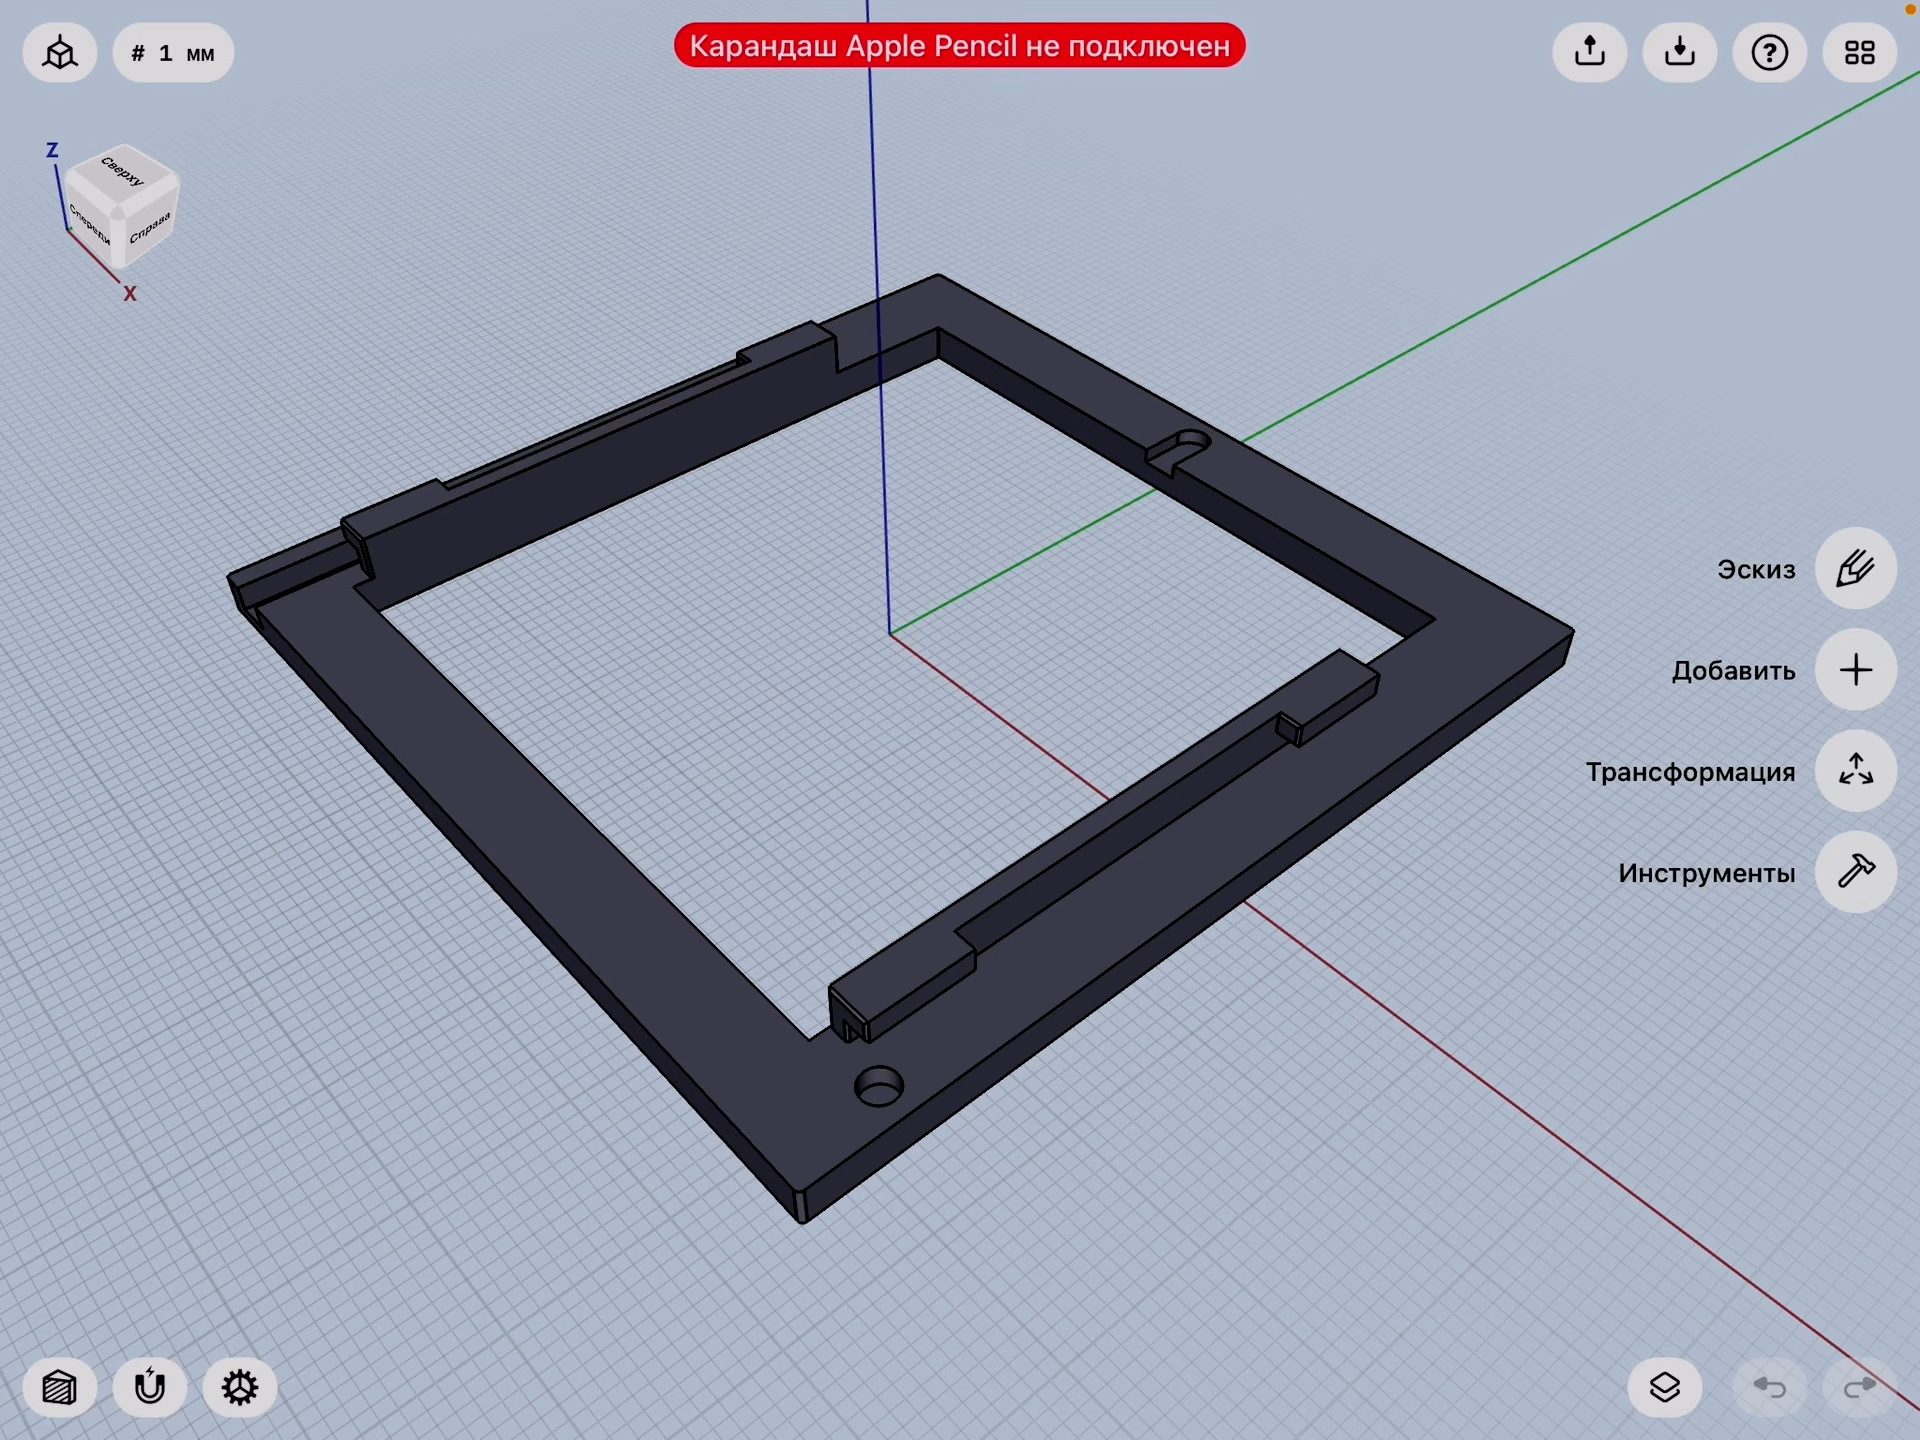 # 1 мм
Карандаш Apple Pencil не подключен
Z
Сверху
Спереди
Справа
X
Эскиз
Добавить
Трансформация
Инструменты